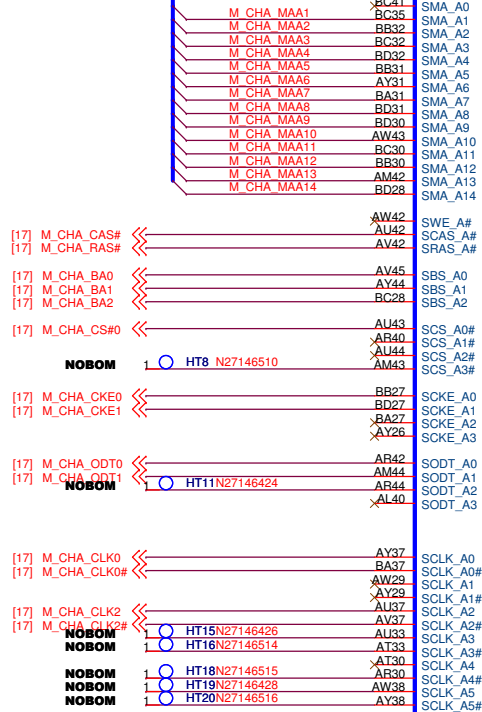 BC41 SMA_A0
M_CHA_MAA1 BC35 SMA_A1
M_CHA_MAA2 BB32 SMA_A2
M_CHA_MAA3 BC32 SMA_A3
M_CHA_MAA4 BD32 SMA_A4
M_CHA_MAA5 BB31 SMA_A5
M_CHA_MAA6 AY31 SMA_A6
M_CHA_MAA7 BA31 SMA_A7
M_CHA_MAA8 BD31 SMA_A8
M_CHA_MAA9 BD30 SMA_A9
M_CHA_MAA10 AW43 SMA_A10
M_CHA_MAA11 BC30 SMA_A11
M_CHA_MAA12 BB30 SMA_A12
M_CHA_MAA13 AM42 SMA_A13
M_CHA_MAA14 BD28 SMA_A14
AW42 SWE_A#
[17] M_CHA_CAS# AU42 SCAS_A#
[17] M_CHA_RAS# AV42 SRAS_A#
[17] M_CHA_BA0 AV45 SBS_A0
[17] M_CHA_BA1 AY44 SBS_A1
[17] M_CHA_BA2 BC28 SBS_A2
[17] M_CHA_CS#0 AU43 SCS_A0#
AR40 SCS_A1#
AU44 SCS_A2#
NOBOM 1 HT8 N27146510 AM43 SCS_A3#
[17] M_CHA_CKE0 BB27 SCKE_A0
[17] M_CHA_CKE1 BD27 SCKE_A1
BA27 SCKE_A2
AY26 SCKE_A3
[17] M_CHA_ODT0 AR42 SODT_A0
[17] M_CHA_ODT1 AM44 SODT_A1
NOBOM 1 HT11 N27146424 AR44 SODT_A2
AL40 SODT_A3
[17] M_CHA_CLK0 AY37 SCLK_A0
[17] M_CHA_CLK0# BA37 SCLK_A0#
AW29 SCLK_A1
AY29 SCLK_A1#
[17] M_CHA_CLK2 AU37 SCLK_A2
[17] M_CHA_CLK2# AV37 SCLK_A2#
NOBOM 1 HT15 N27146426 AU33 SCLK_A3
NOBOM 1 HT16 N27146514 AT33 SCLK_A3#
AT30 SCLK_A4
NOBOM 1 HT18 N27146515 AR30 SCLK_A4#
NOBOM 1 HT19 N27146428 AW38 SCLK_A5
NOBOM 1 HT20 N27146516 AY38 SCLK_A5#